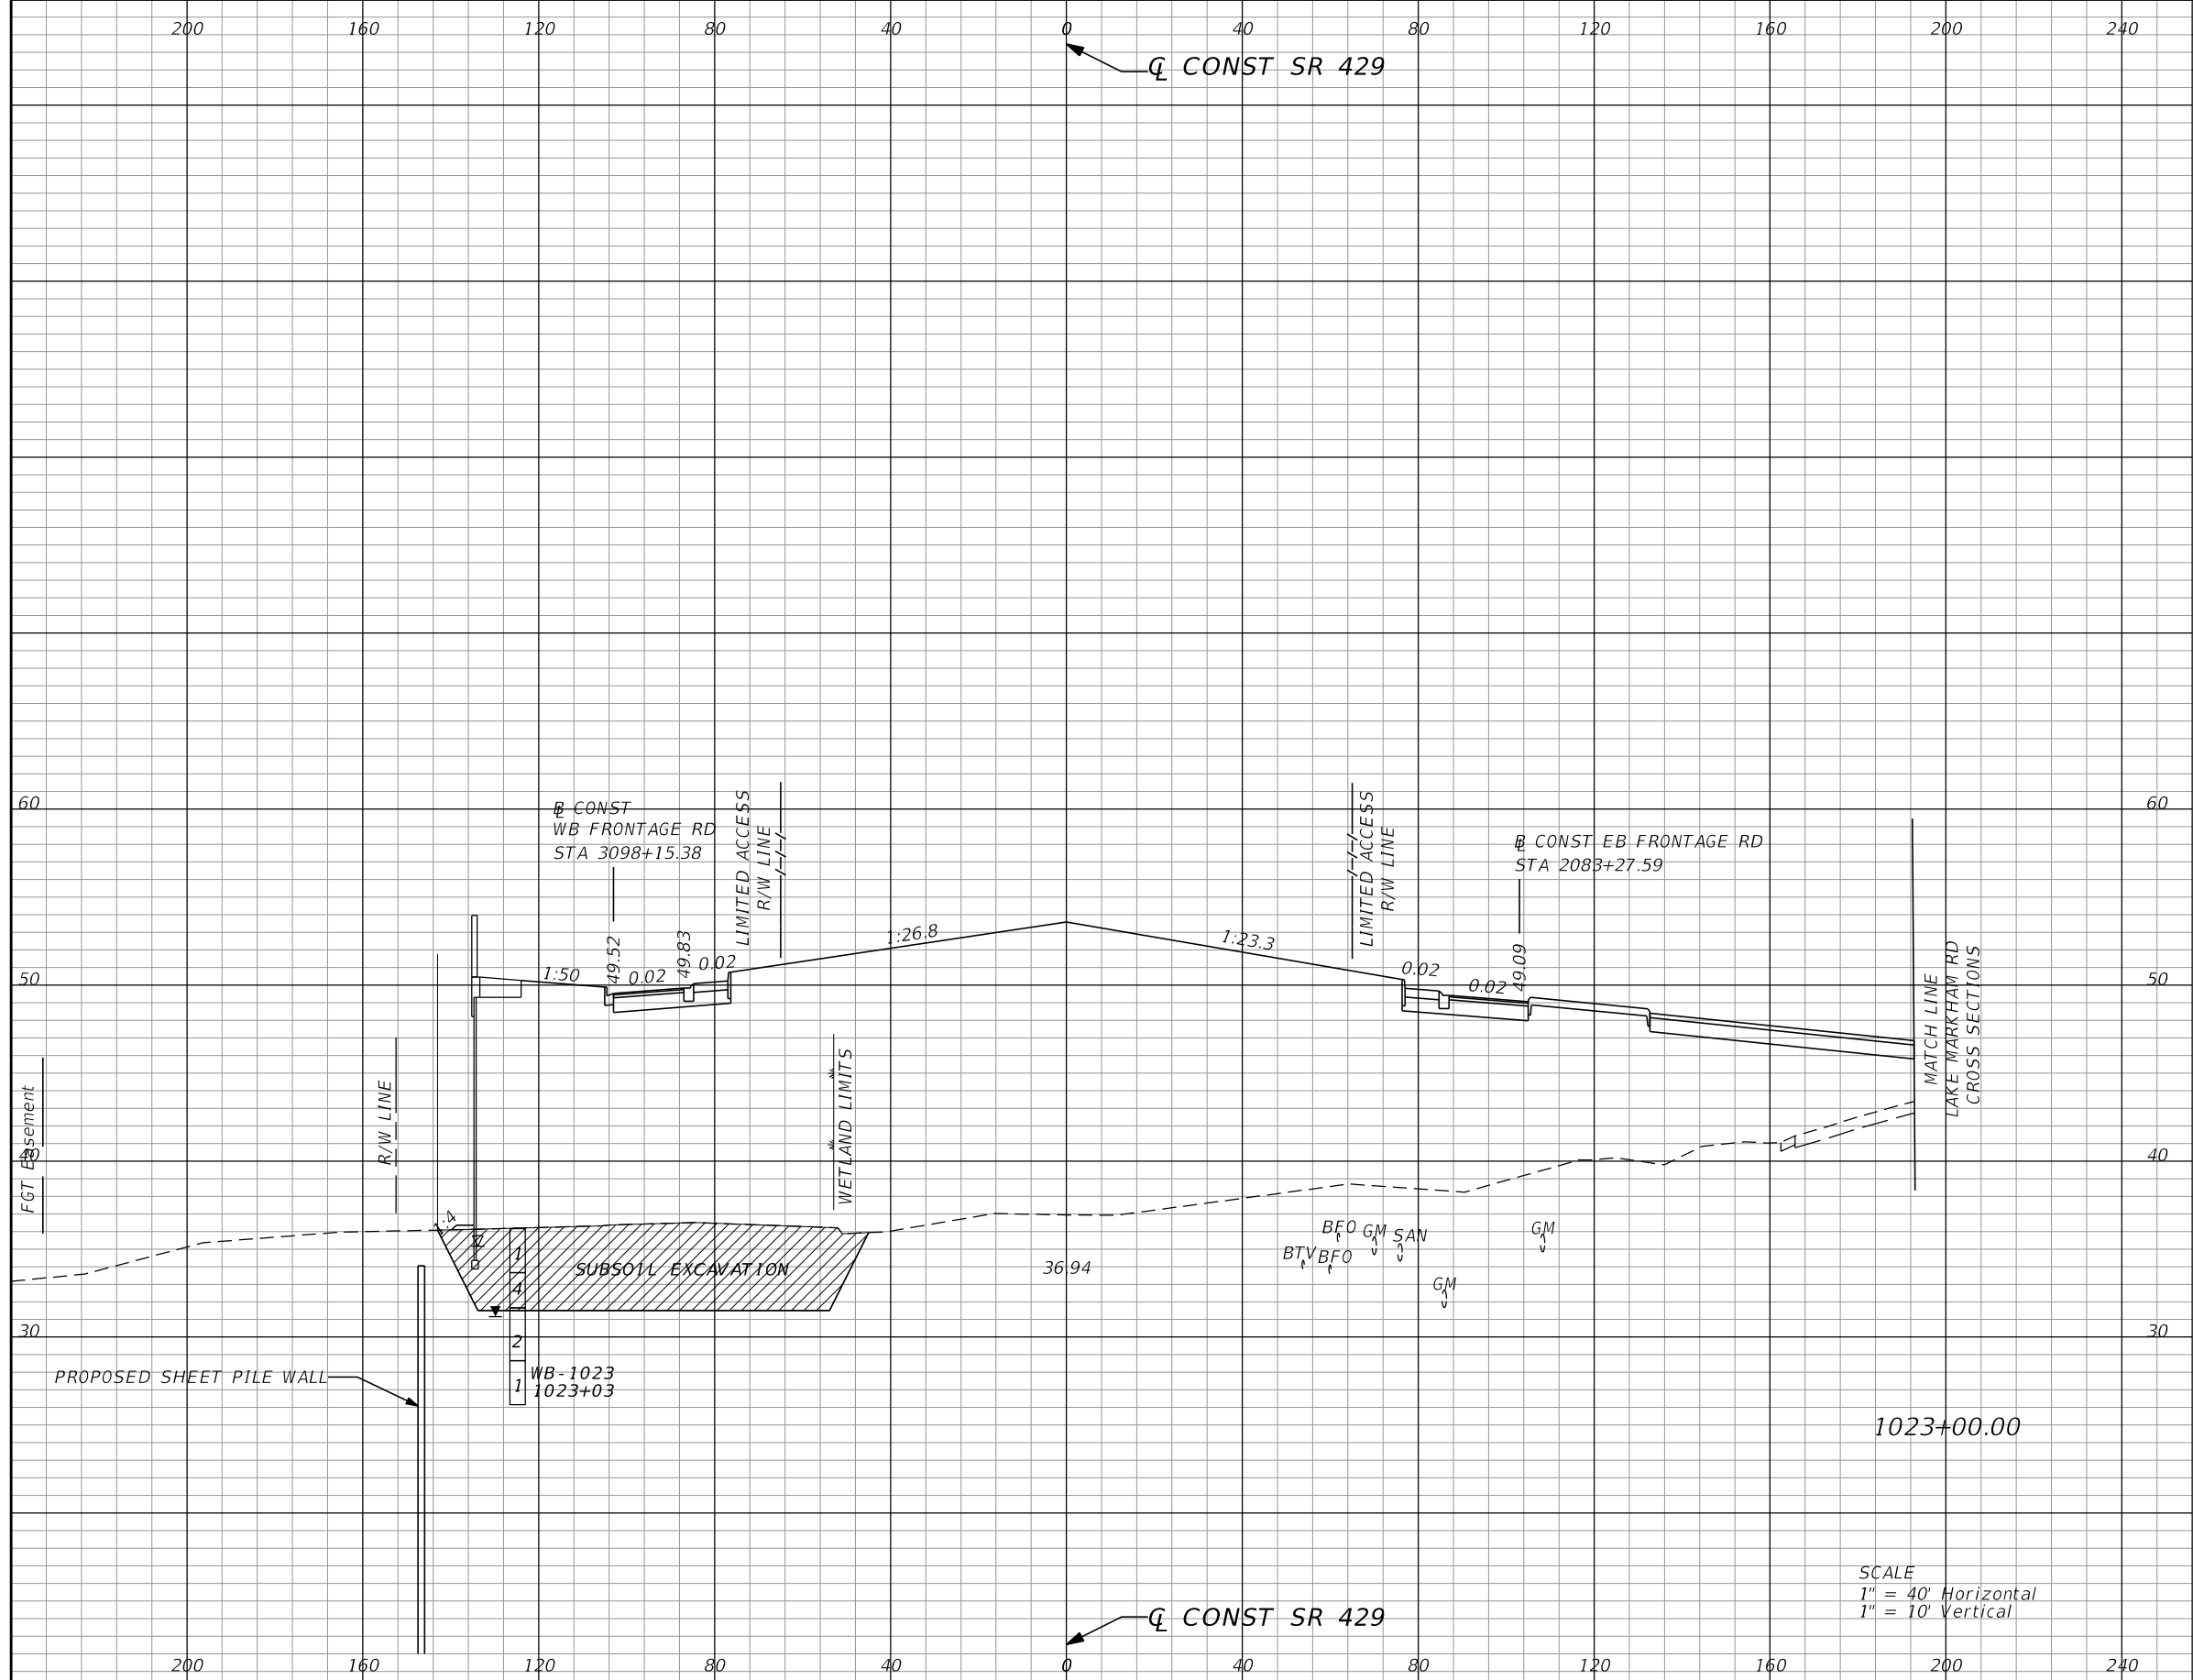 200 160 120 80 40 0 40 80 120 160 200 240
℄ CONST SR 429
60 60
℄ CONST
WB FRONTAGE RD
STA 3098+15.38
LIMITED ACCESS
R/W LINE
LIMITED ACCESS
R/W LINE
B CONST EB FRONTAGE RD
STA 2083+27.59
50 50
1:50
49.52
0.02
49.83
0.02
1:26.8
1:23.3
0.02
0.02
49.09
MATCH LINE
LAKE MARKHAM RD
CROSS SECTIONS
FGT Easement
R/W LINE
WETLAND LIMITS
40 40
1:4
1
4
2
1
SUBSOIL EXCAVATION
36.94
BTV
BFO
BFO
GM
SAN
GM
GM
30 30
PROPOSED SHEET PILE WALL
WB-1023
1023+03
1023+00.00
SCALE
1" = 40' Horizontal
1" = 10' Vertical
℄ CONST SR 429
200 160 120 80 40 0 40 80 120 160 200 240